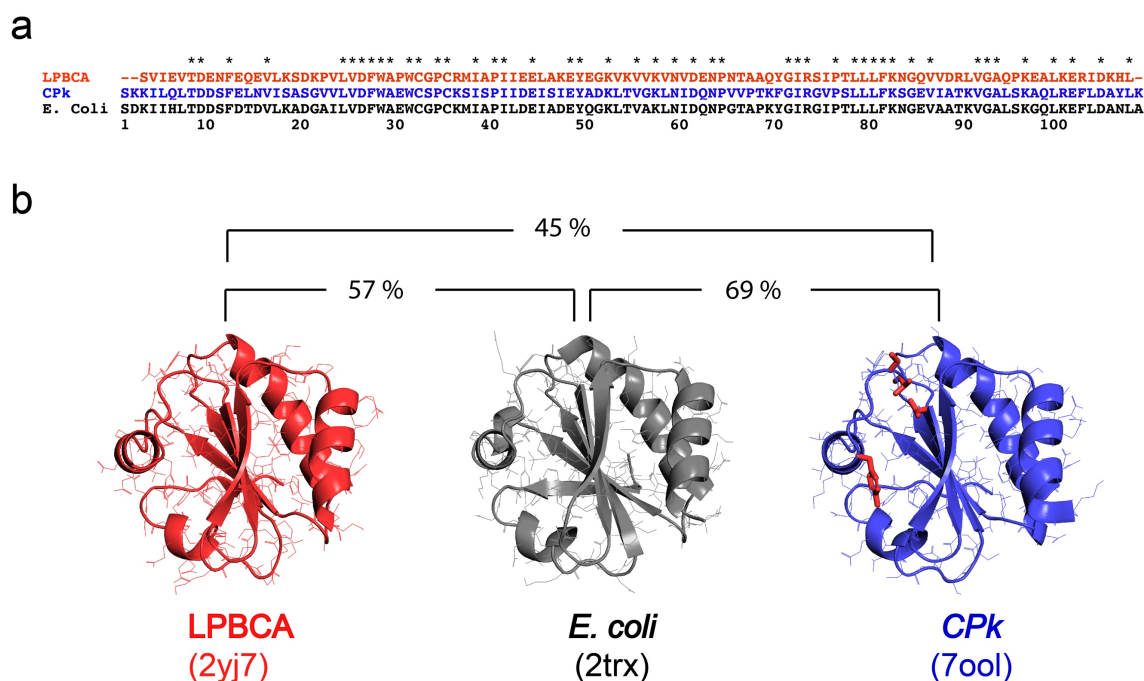 a
** * * ****** ** ** * ** * ** * * * ** *** ***** * * *** * * * * *
LPBCA --SVIEVTDENFEQEVLKSDKPVLVDFWAPWCGPCRMIAPIIEELAKEYEGKVKVVKVNVDENPNTAAQYGIRSIPTLLLFKNGQVVDRLVGAQPKEALKERIDKHL-
CPk SKKILQLTDDSFELNVISASGVVLVDFWAEWCSPCKSISPIIDEISIEYADKLTVGKLNIDQNPVVPTKFGIRGVPSLLLFKSGEVIATKVGALSKAQLREFLDAYLK
E. Coli SDKIIHLTDDSFDTDVLKADGAILVDFWAEWCGPCKMIAPILDEIADEYQGKLTVAKLNIDQNPGTAPKYGIRGIPTLLLFKNGEVAATKVGALSKGQLKEFLDANLA
1 10 20 30 40 50 60 70 80 90 100
b
45 %
57 % 69 %
LPBCA E. coli CPk
(2yj7) (2trx) (7ool)